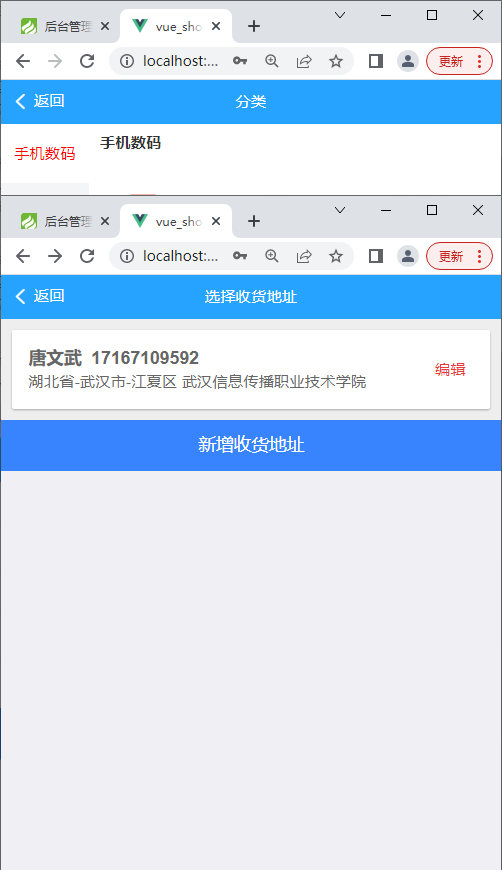 后台管理
vue_sho
localhost:...
更新
返回
分类
手机数码
手机数码
后台管理
vue_sho
localhost:...
更新
返回
选择收货地址
唐文武 17167109592
湖北省-武汉市-江夏区 武汉信息传播职业技术学院
编辑
新增收货地址